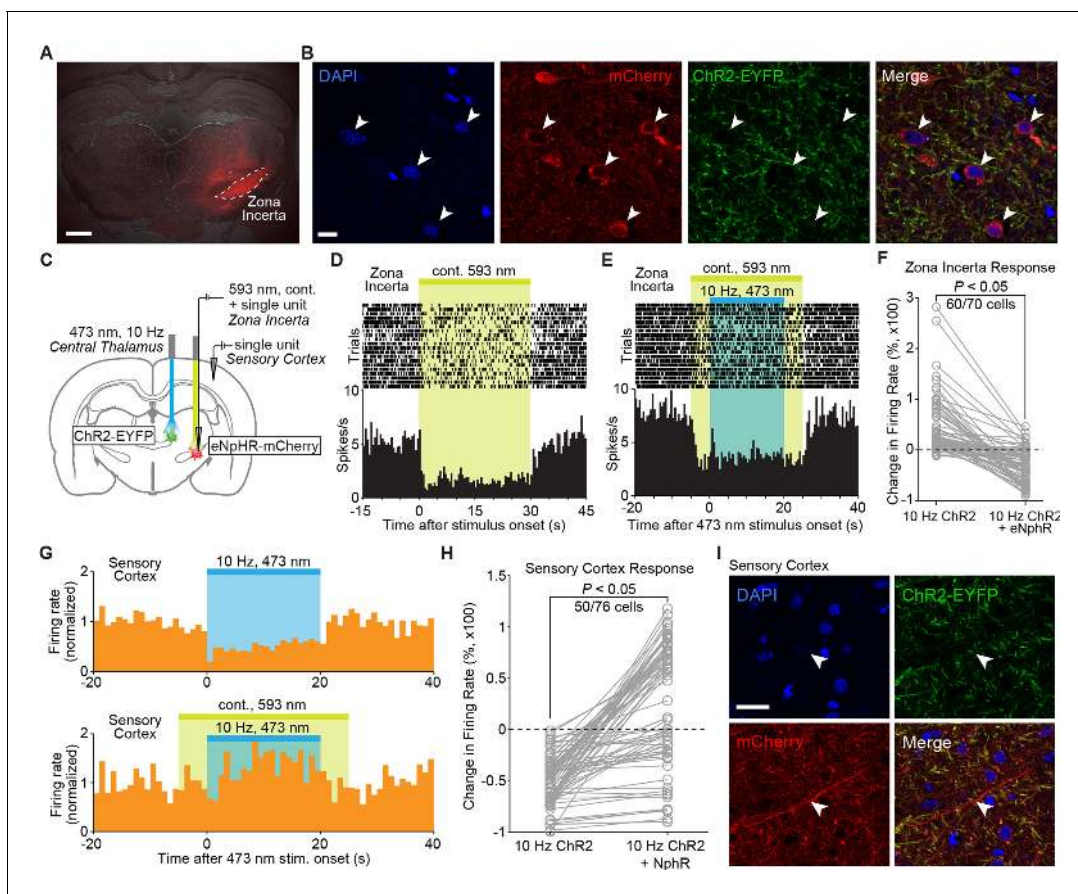 A
Zona
Incerta
B
DAPI
mCherry
ChR2-EYFP
Merge
C
593 nm, cont.
+ single unit
Zona Incerta
473 nm, 10 Hz
Central Thalamus
single unit
Sensory Cortex
ChR2-EYFP
eNpHR-mCherry
D
Zona
Incerta
cont. 593 nm
Trials
10
5
0
Spikes/s
-15 0 15 30 45
Time after stimulus onset (s)
E
Zona
Incerta
cont., 593 nm
10 Hz, 473 nm
Trials
10
5
0
Spikes/s
-20 0 20 40
Time after 473 nm stimulus onset (s)
F
Zona Incerta Response
P < 0.05
60/70 cells
3
2
1
0
-1
Change in Firing Rate (%, x100)
10 Hz ChR2
10 Hz ChR2
+ eNphR
G
Sensory
Cortex
10 Hz, 473 nm
2
1
0
Firing rate
(normalized)
-20 0 20 40
Sensory
Cortex
cont., 593 nm
10 Hz, 473 nm
2
1
0
Firing rate
(normalized)
-20 0 20 40
Time after 473 nm stim. onset (s)
H
Sensory Cortex Response
P < 0.05
50/76 cells
1.5
1
0.5
0
-0.5
-1
Change in Firing Rate (%, x100)
10 Hz ChR2
10 Hz ChR2
+ NphR
I
Sensory Cortex
DAPI
ChR2-EYFP
mCherry
Merge